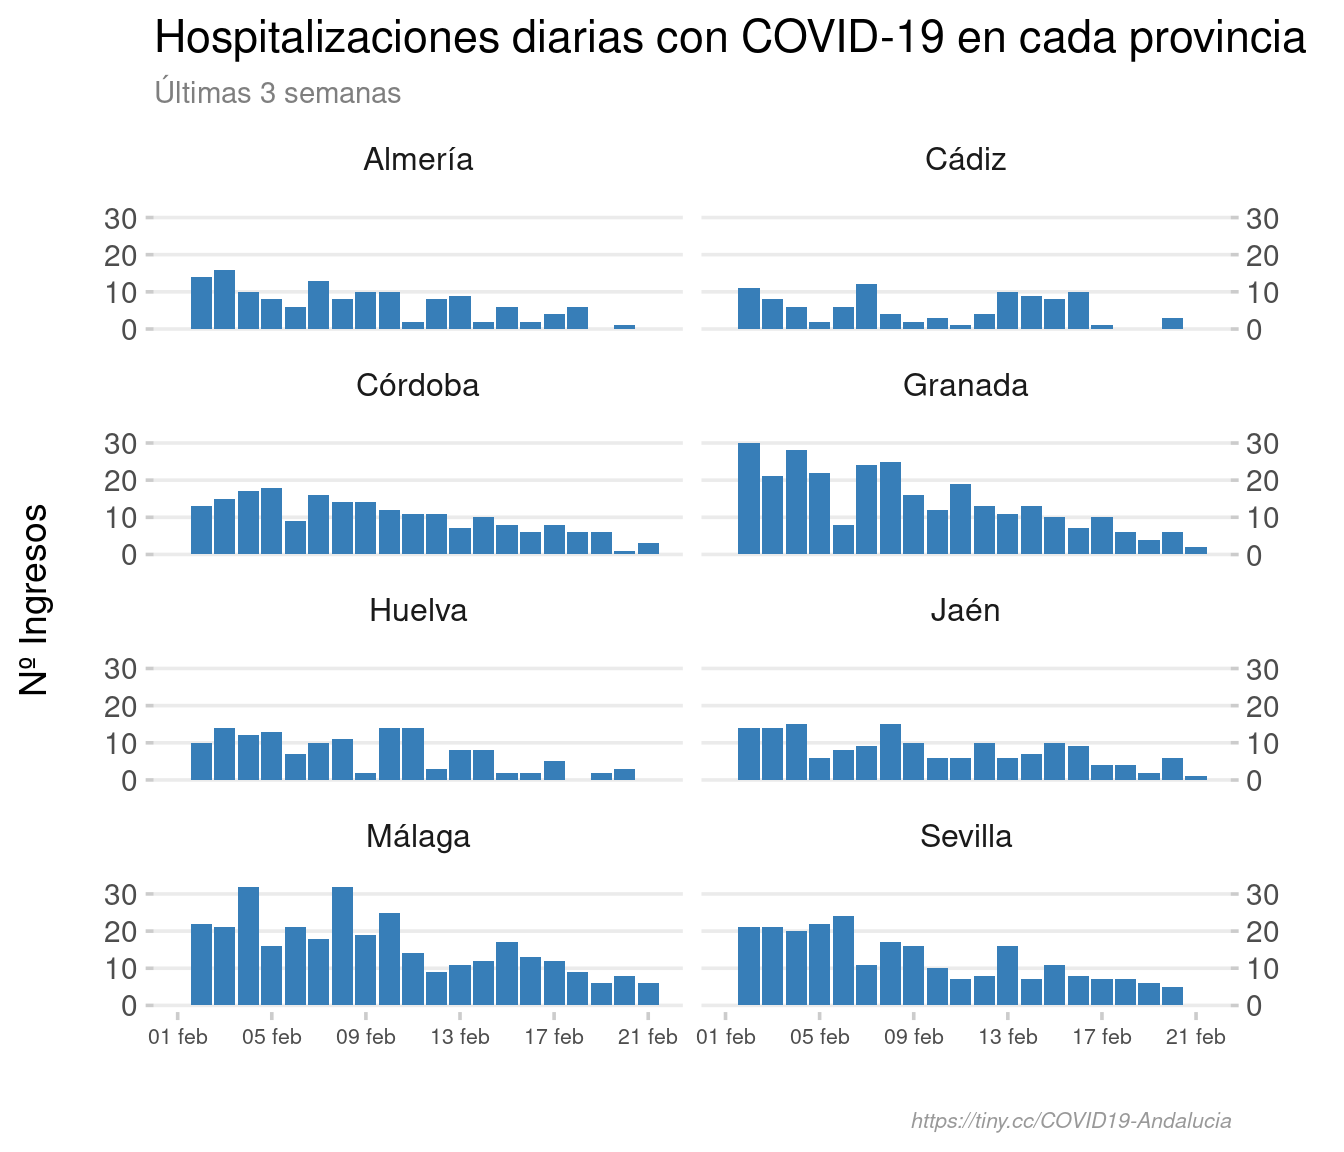 Hospitalizaciones diarias con COVID-19 en cada provincia
Últimas 3 semanas
Nº Ingresos
Almería
Cádiz
30
20
10
0
30
20
10
0
Córdoba
Granada
30
20
10
0
30
20
10
0
Huelva
Jaén
30
20
10
0
30
20
10
0
Málaga
Sevilla
30
20
10
0
30
20
10
0
01 feb 05 feb 09 feb 13 feb 17 feb 21 feb
01 feb 05 feb 09 feb 13 feb 17 feb 21 feb
https://tiny.cc/COVID19-Andalucia